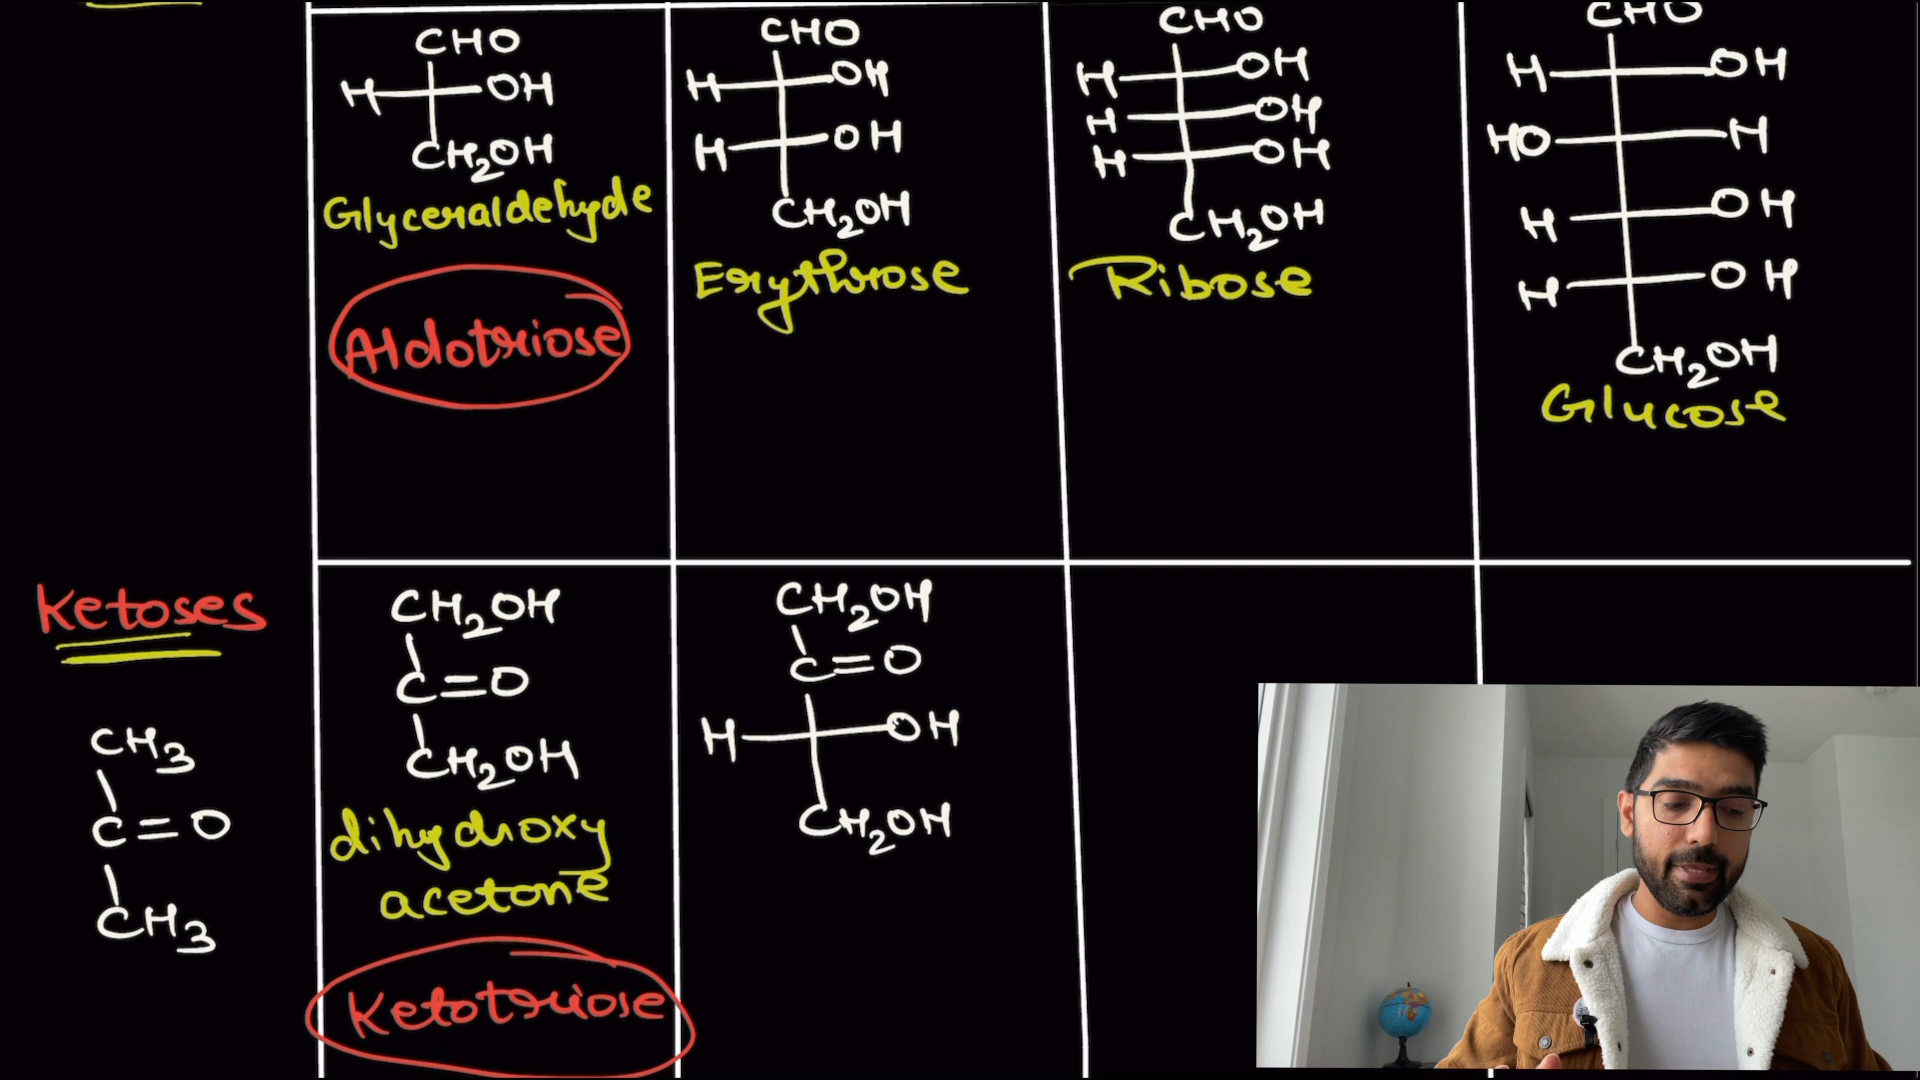 CHO
H OH
CH2OH
Glyceraldehyde
Aldotriose
CHO
H OH
H OH
CH2OH
Erythrose
CHO
H OH
H OH
H OH
CH2OH
Ribose
CHO
H OH
HO H
H OH
H OH
CH2OH
Glucose
Ketoses
CH3
C=O
CH3
CH2OH
C=O
CH2OH
dihydroxy
acetone
Ketotriose
CH2OH
C=O
H OH
CH2OH